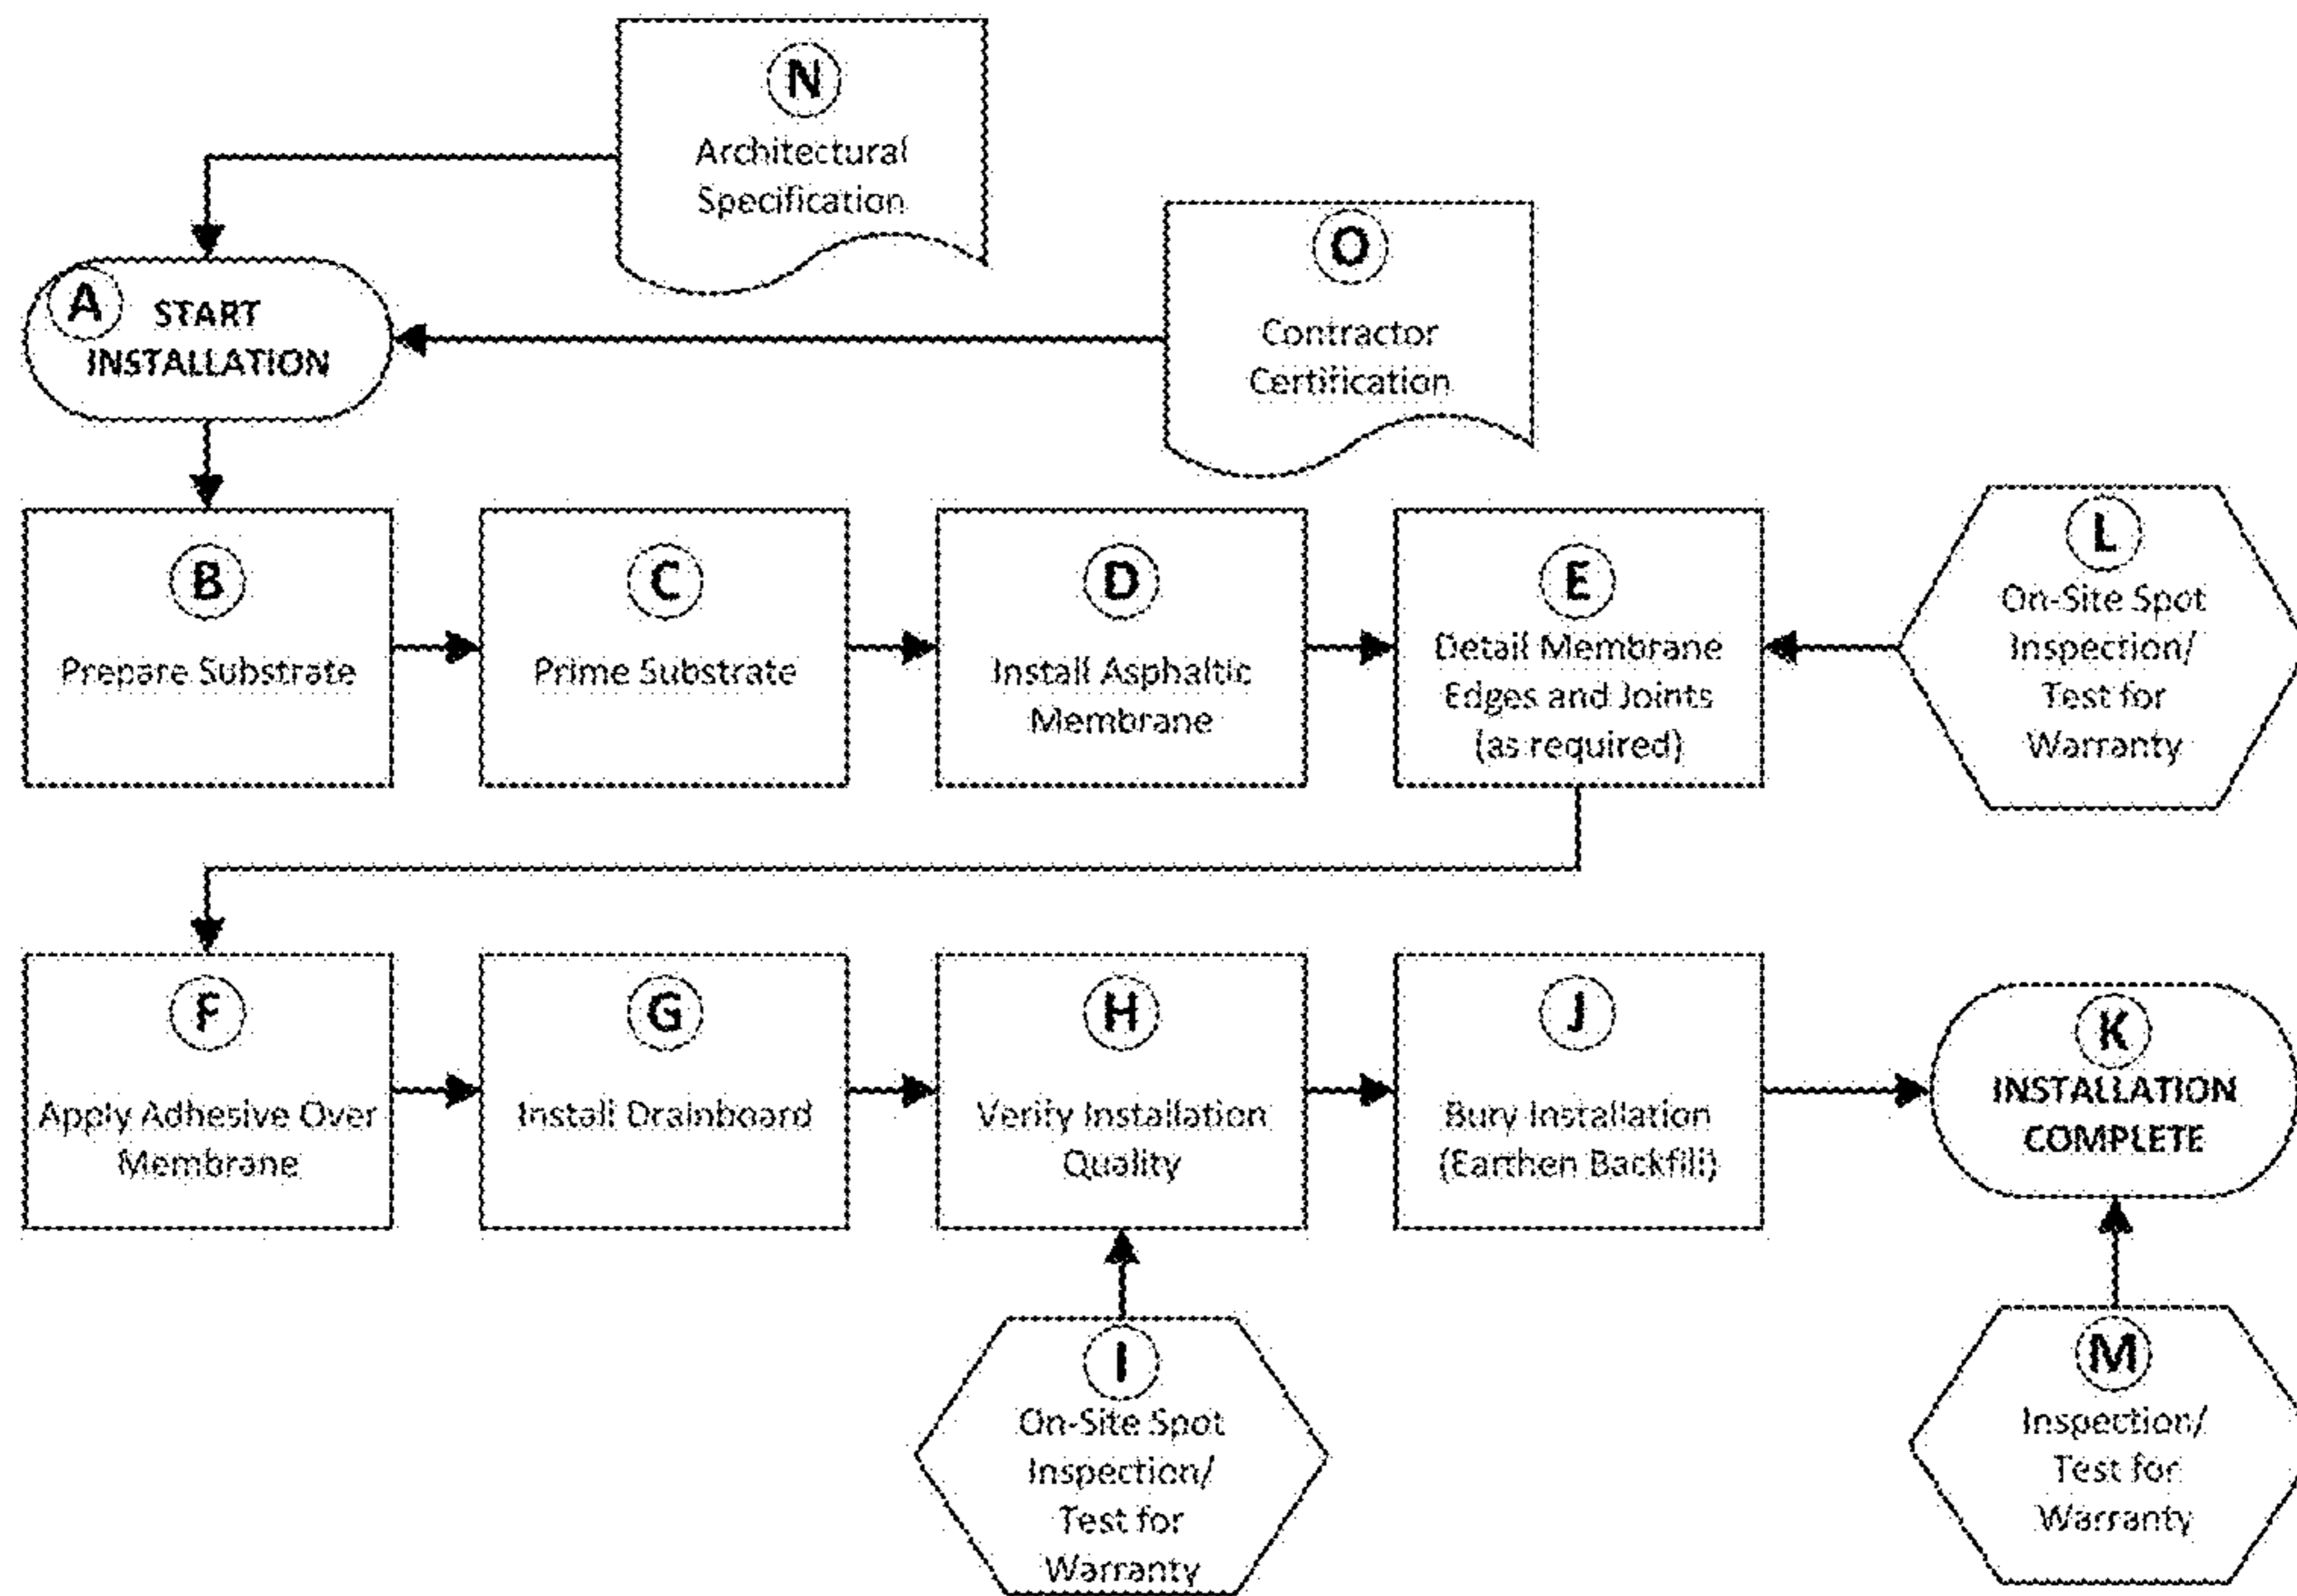 N
Architectural
Specification
O
Contractor
Certification
A
START
INSTALLATION
B
Prepare Substrate
C
Prime Substrate
D
Install Asphaltic
Membrane
E
Detail Membrane
Edges and Joints
(as required)
L
On-Site Spot
Inspection/
Test for
Warranty
F
Apply Adhesive Over
Membrane
G
Install Drainboard
H
Verify Installation
Quality
J
Bury Installation
(Earthen Backfill)
K
INSTALLATION
COMPLETE
I
On-Site Spot
Inspection/
Test for
Warranty
M
Inspection/
Test for
Warranty